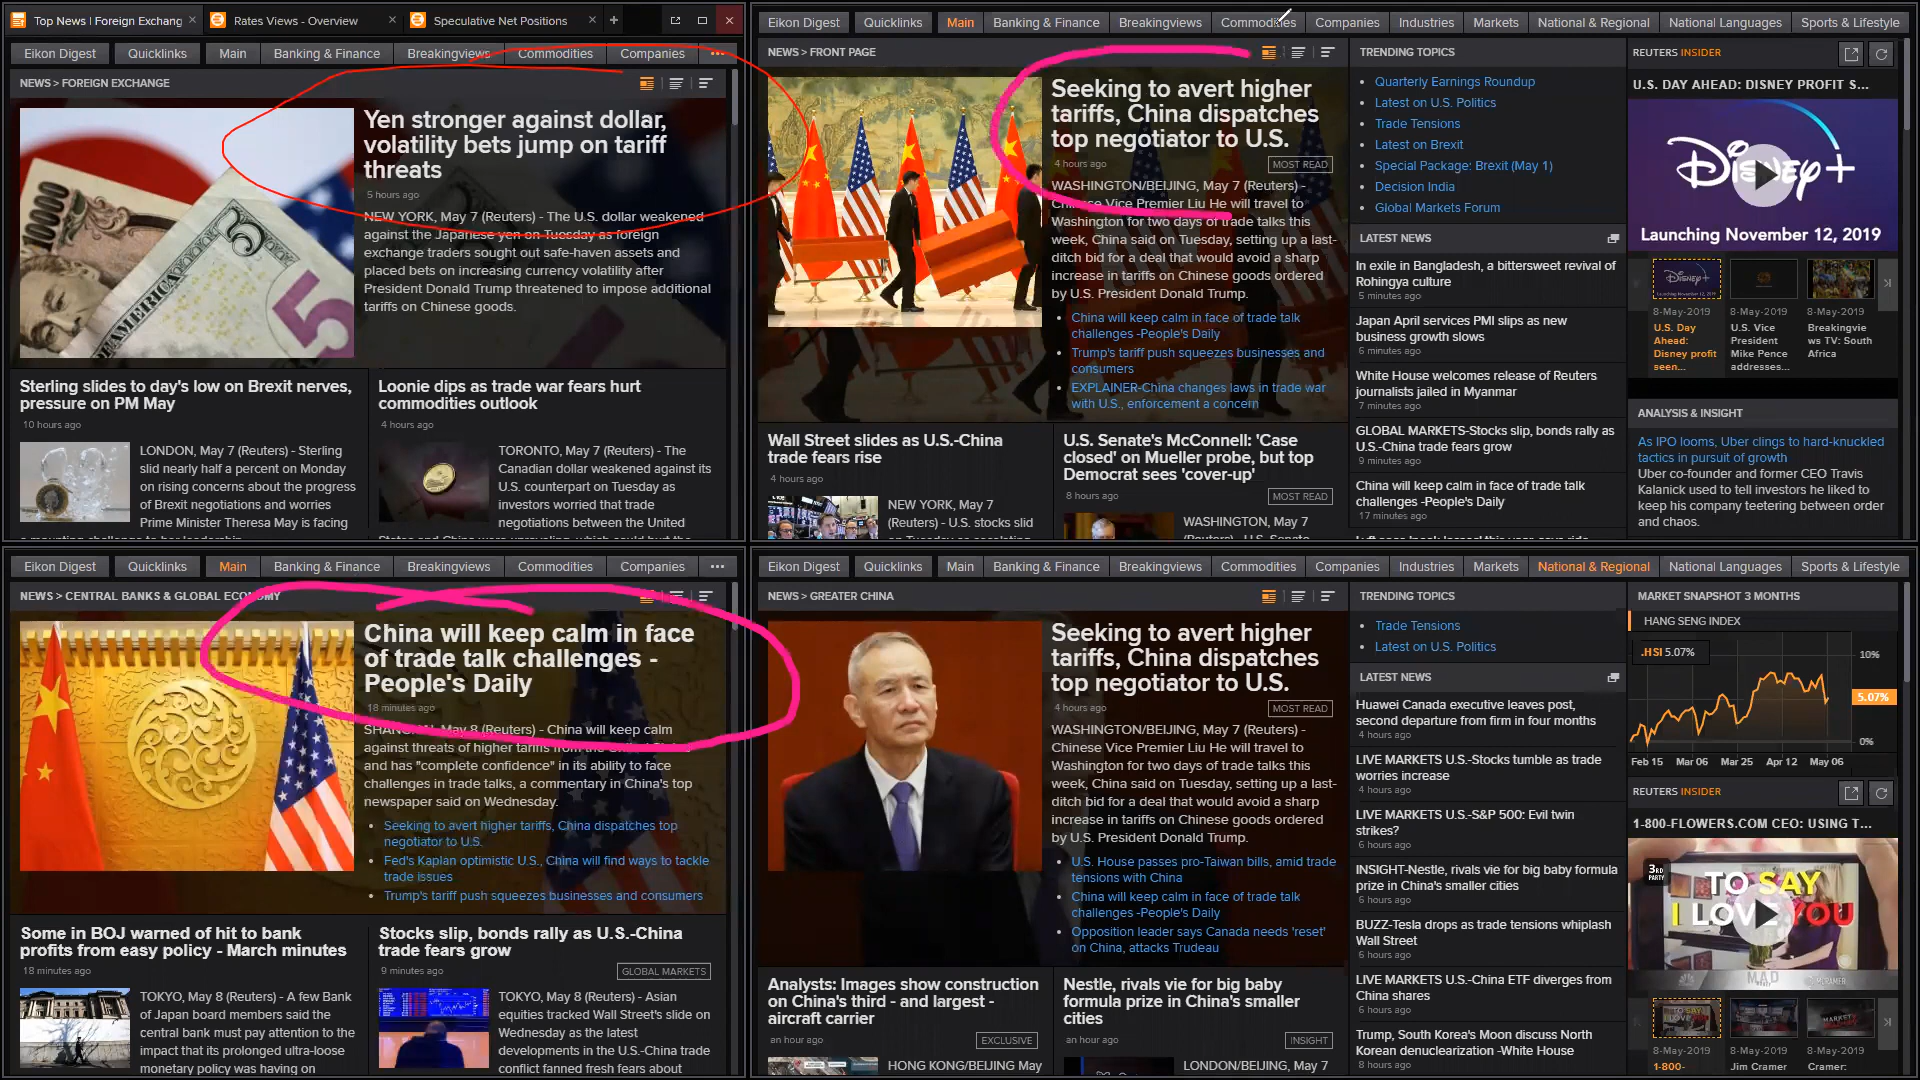 Top News | Foreign Exchang
Rates Views - Overview
Speculative Net Positions
Eikon Digest
Quicklinks
Main
Banking & Finance
Breakingviews
Commodities
Companies
NEWS > FOREIGN EXCHANGE
Yen stronger against dollar,
volatility bets jump on tariff
threats
5 hours ago
NEW YORK, May 7 (Reuters) - The U.S. dollar weakened
against the Japanese yen on Tuesday as foreign
exchange traders sought out safe-haven assets and
placed bets on increasing currency volatility after
President Donald Trump threatened to impose additional
tariffs on Chinese goods.
Sterling slides to day's low on Brexit nerves,
pressure on PM May
10 hours ago
LONDON, May 7 (Reuters) - Sterling
slid nearly half a percent on Monday
on rising concerns about the progress
of Brexit negotiations and worries
Prime Minister Theresa May is facing
Loonie dips as trade war fears hurt
commodities outlook
4 hours ago
TORONTO, May 7 (Reuters) - The
Canadian dollar weakened against its
U.S. counterpart on Tuesday as
investors worried that trade
negotiations between the United
Eikon Digest
Quicklinks
Main
Banking & Finance
Breakingviews
Commodities
Companies
Industries
Markets
National & Regional
National Languages
Sports & Lifestyle
NEWS > FRONT PAGE
Seeking to avert higher
tariffs, China dispatches
top negotiator to U.S.
4 hours ago
MOST READ
WASHINGTON/BEIJING, May 7 (Reuters) -
Chinese Vice Premier Liu He will travel to
Washington for two days of trade talks this
week, China said on Tuesday, setting up a last-
ditch bid for a deal that would avoid a sharp
increase in tariffs on Chinese goods ordered
by U.S. President Donald Trump.
China will keep calm in face of trade talk
challenges -People's Daily
Trump's tariff push squeezes businesses and
consumers
EXPLAINER-China changes laws in trade war
with U.S., enforcement a concern
Wall Street slides as U.S.-China
trade fears rise
4 hours ago
NEW YORK, May 7
(Reuters) - U.S. stocks slid
U.S. Senate's McConnell: 'Case
closed' on Mueller probe, but top
Democrat sees 'cover-up'
8 hours ago
MOST READ
WASHINGTON, May 7
TRENDING TOPICS
Quarterly Earnings Roundup
Latest on U.S. Politics
Trade Tensions
Latest on Brexit
Special Package: Brexit (May 1)
Decision India
Global Markets Forum
LATEST NEWS
In exile in Bangladesh, a bittersweet revival of
Rohingya culture
5 minutes ago
Japan April services PMI slips as new
business growth slows
6 minutes ago
White House welcomes release of Reuters
journalists jailed in Myanmar
7 minutes ago
GLOBAL MARKETS-Stocks slip, bonds rally as
U.S.-China trade fears grow
9 minutes ago
China will keep calm in face of trade talk
challenges -People's Daily
17 minutes ago
REUTERS INSIDER
U.S. DAY AHEAD: DISNEY PROFIT S...
Disney+
Launching November 12, 2019
8-May-2019
U.S. Day
Ahead:
Disney profit
seen...
8-May-2019
U.S. Vice
President
Mike Pence
addresses...
8-May-2019
Breakingvie
ws TV: South
Africa
ANALYSIS & INSIGHT
As IPO looms, Uber clings to hard-knuckled
tactics in pursuit of growth
Uber co-founder and former CEO Travis
Kalanick used to tell investors he liked to
keep his company teetering between order
and chaos.
Eikon Digest
Quicklinks
Main
Banking & Finance
Breakingviews
Commodities
Companies
NEWS > CENTRAL BANKS & GLOBAL ECONOMY
China will keep calm in face
of trade talk challenges -
People's Daily
18 minutes ago
SHANGHAI, May 8 (Reuters) - China will keep calm
against threats of higher tariffs from the United States
and has "complete confidence" in its ability to face
challenges in trade talks, a commentary in China's top
newspaper said on Wednesday.
Seeking to avert higher tariffs, China dispatches top
negotiator to U.S.
Fed's Kaplan optimistic U.S., China will find ways to tackle
trade issues
Trump's tariff push squeezes businesses and consumers
Some in BOJ warned of hit to bank
profits from easy policy - March minutes
18 minutes ago
TOKYO, May 8 (Reuters) - A few Bank
of Japan board members said the
central bank must pay attention to the
impact that its prolonged ultra-loose
monetary policy was having on
Stocks slip, bonds rally as U.S.-China
trade fears grow
9 minutes ago
GLOBAL MARKETS
TOKYO, May 8 (Reuters) - Asian
equities tracked Wall Street's slide on
Wednesday as the latest
developments in the U.S.-China trade
conflict fanned fresh fears about
Eikon Digest
Quicklinks
Main
Banking & Finance
Breakingviews
Commodities
Companies
Industries
Markets
National & Regional
National Languages
Sports & Lifestyle
NEWS > GREATER CHINA
Seeking to avert higher
tariffs, China dispatches
top negotiator to U.S.
4 hours ago
MOST READ
WASHINGTON/BEIJING, May 7 (Reuters) -
Chinese Vice Premier Liu He will travel to
Washington for two days of trade talks this
week, China said on Tuesday, setting up a last-
ditch bid for a deal that would avoid a sharp
increase in tariffs on Chinese goods ordered
by U.S. President Donald Trump.
U.S. House passes pro-Taiwan bills, amid trade
tensions with China
China will keep calm in face of trade talk
challenges -People's Daily
Opposition leader says Canada needs 'reset'
on China, attacks Trudeau
Analysts: Images show construction
on China's third - and largest -
aircraft carrier
an hour ago
EXCLUSIVE
HONG KONG/BEIJING May
Nestle, rivals vie for big baby
formula prize in China's smaller
cities
an hour ago
INSIGHT
LONDON/BEIJING, May 7
TRENDING TOPICS
Trade Tensions
Latest on U.S. Politics
LATEST NEWS
Huawei Canada executive leaves post,
second departure from firm in four months
4 hours ago
LIVE MARKETS U.S.-Stocks tumble as trade
worries increase
4 hours ago
LIVE MARKETS U.S.-S&P 500: Evil twin
strikes?
6 hours ago
INSIGHT-Nestle, rivals vie for big baby formula
prize in China's smaller cities
6 hours ago
BUZZ-Tesla drops as trade tensions whiplash
Wall Street
6 hours ago
LIVE MARKETS U.S.-China ETF diverges from
China shares
6 hours ago
Trump, South Korea's Moon discuss North
Korean denuclearization -White House
8 hours ago
MARKET SNAPSHOT 3 MONTHS
HANG SENG INDEX
.HSI 5.07%
10%
5.07%
0%
Feb 15 Mar 06 Mar 25 Apr 12 May 06
REUTERS INSIDER
1-800-FLOWERS.COM CEO: USING T...
3RD
PARTY
TO SAY
I LOVE YOU
8-May-2019
1-800-
8-May-2019
Jim Cramer
8-May-2019
Cramer: